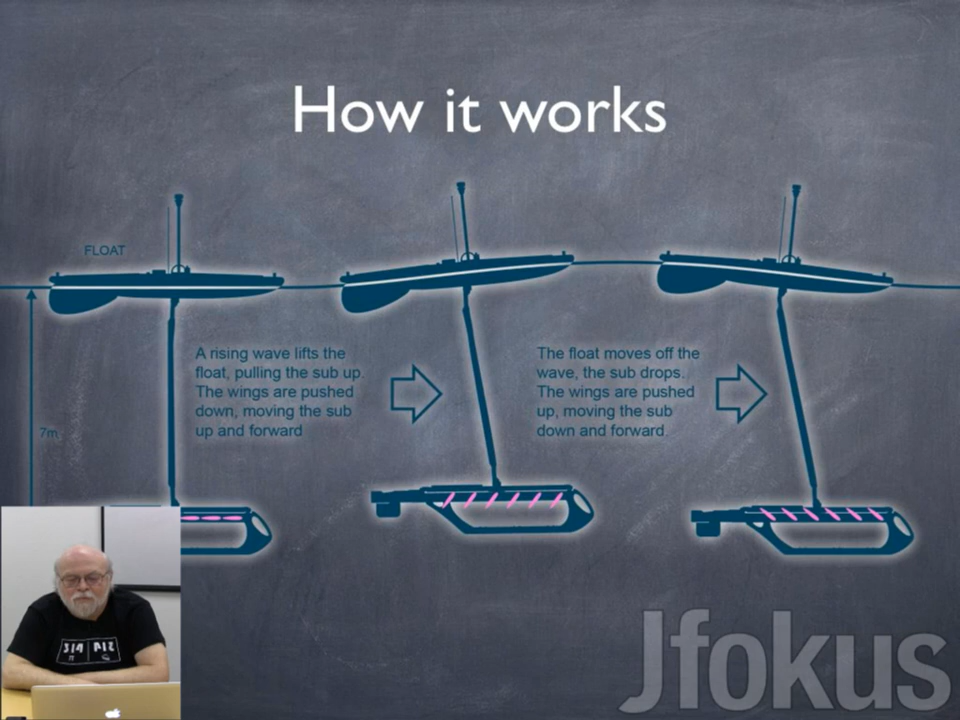 How it works
FLOAT
A rising wave lifts the
float, pulling the sub up.
The wings are pushed
down, moving the sub
up and forward
The float moves off the
wave, the sub drops.
The wings are pushed
up, moving the sub
down and forward.
7m
Jfokus